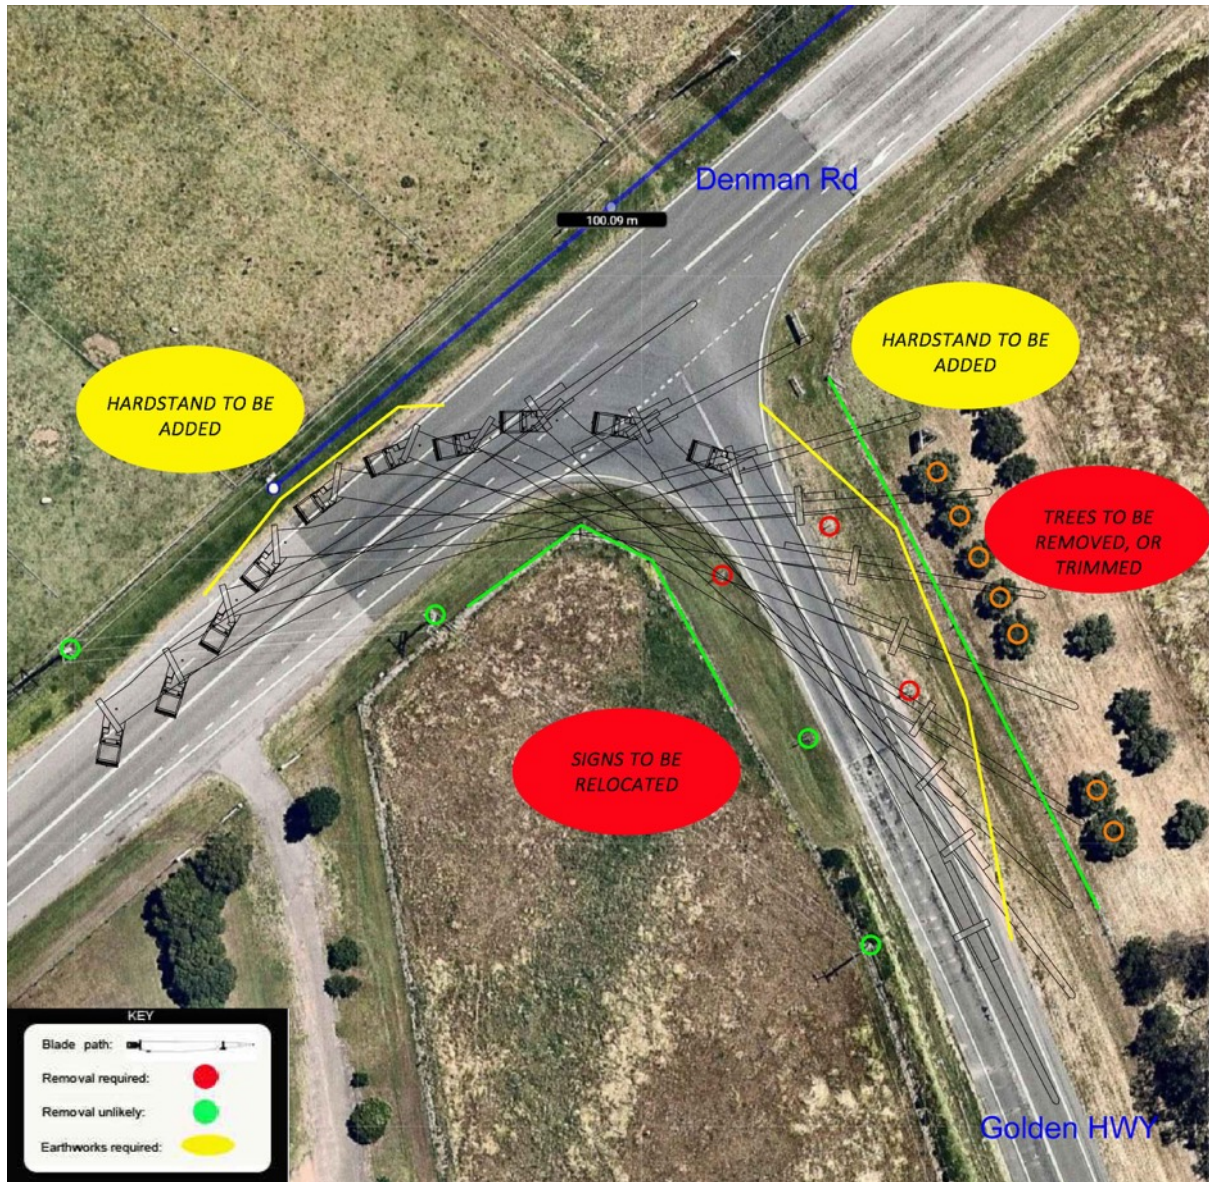 Denman Rd
100.09 m
HARDSTAND TO BE
ADDED
HARDSTAND TO BE
ADDED
TREES TO BE
REMOVED, OR
TRIMMED
SIGNS TO BE
RELOCATED
KEY
Blade path:
Removal required:
Removal unlikely:
Earthworks required:
Golden HWY